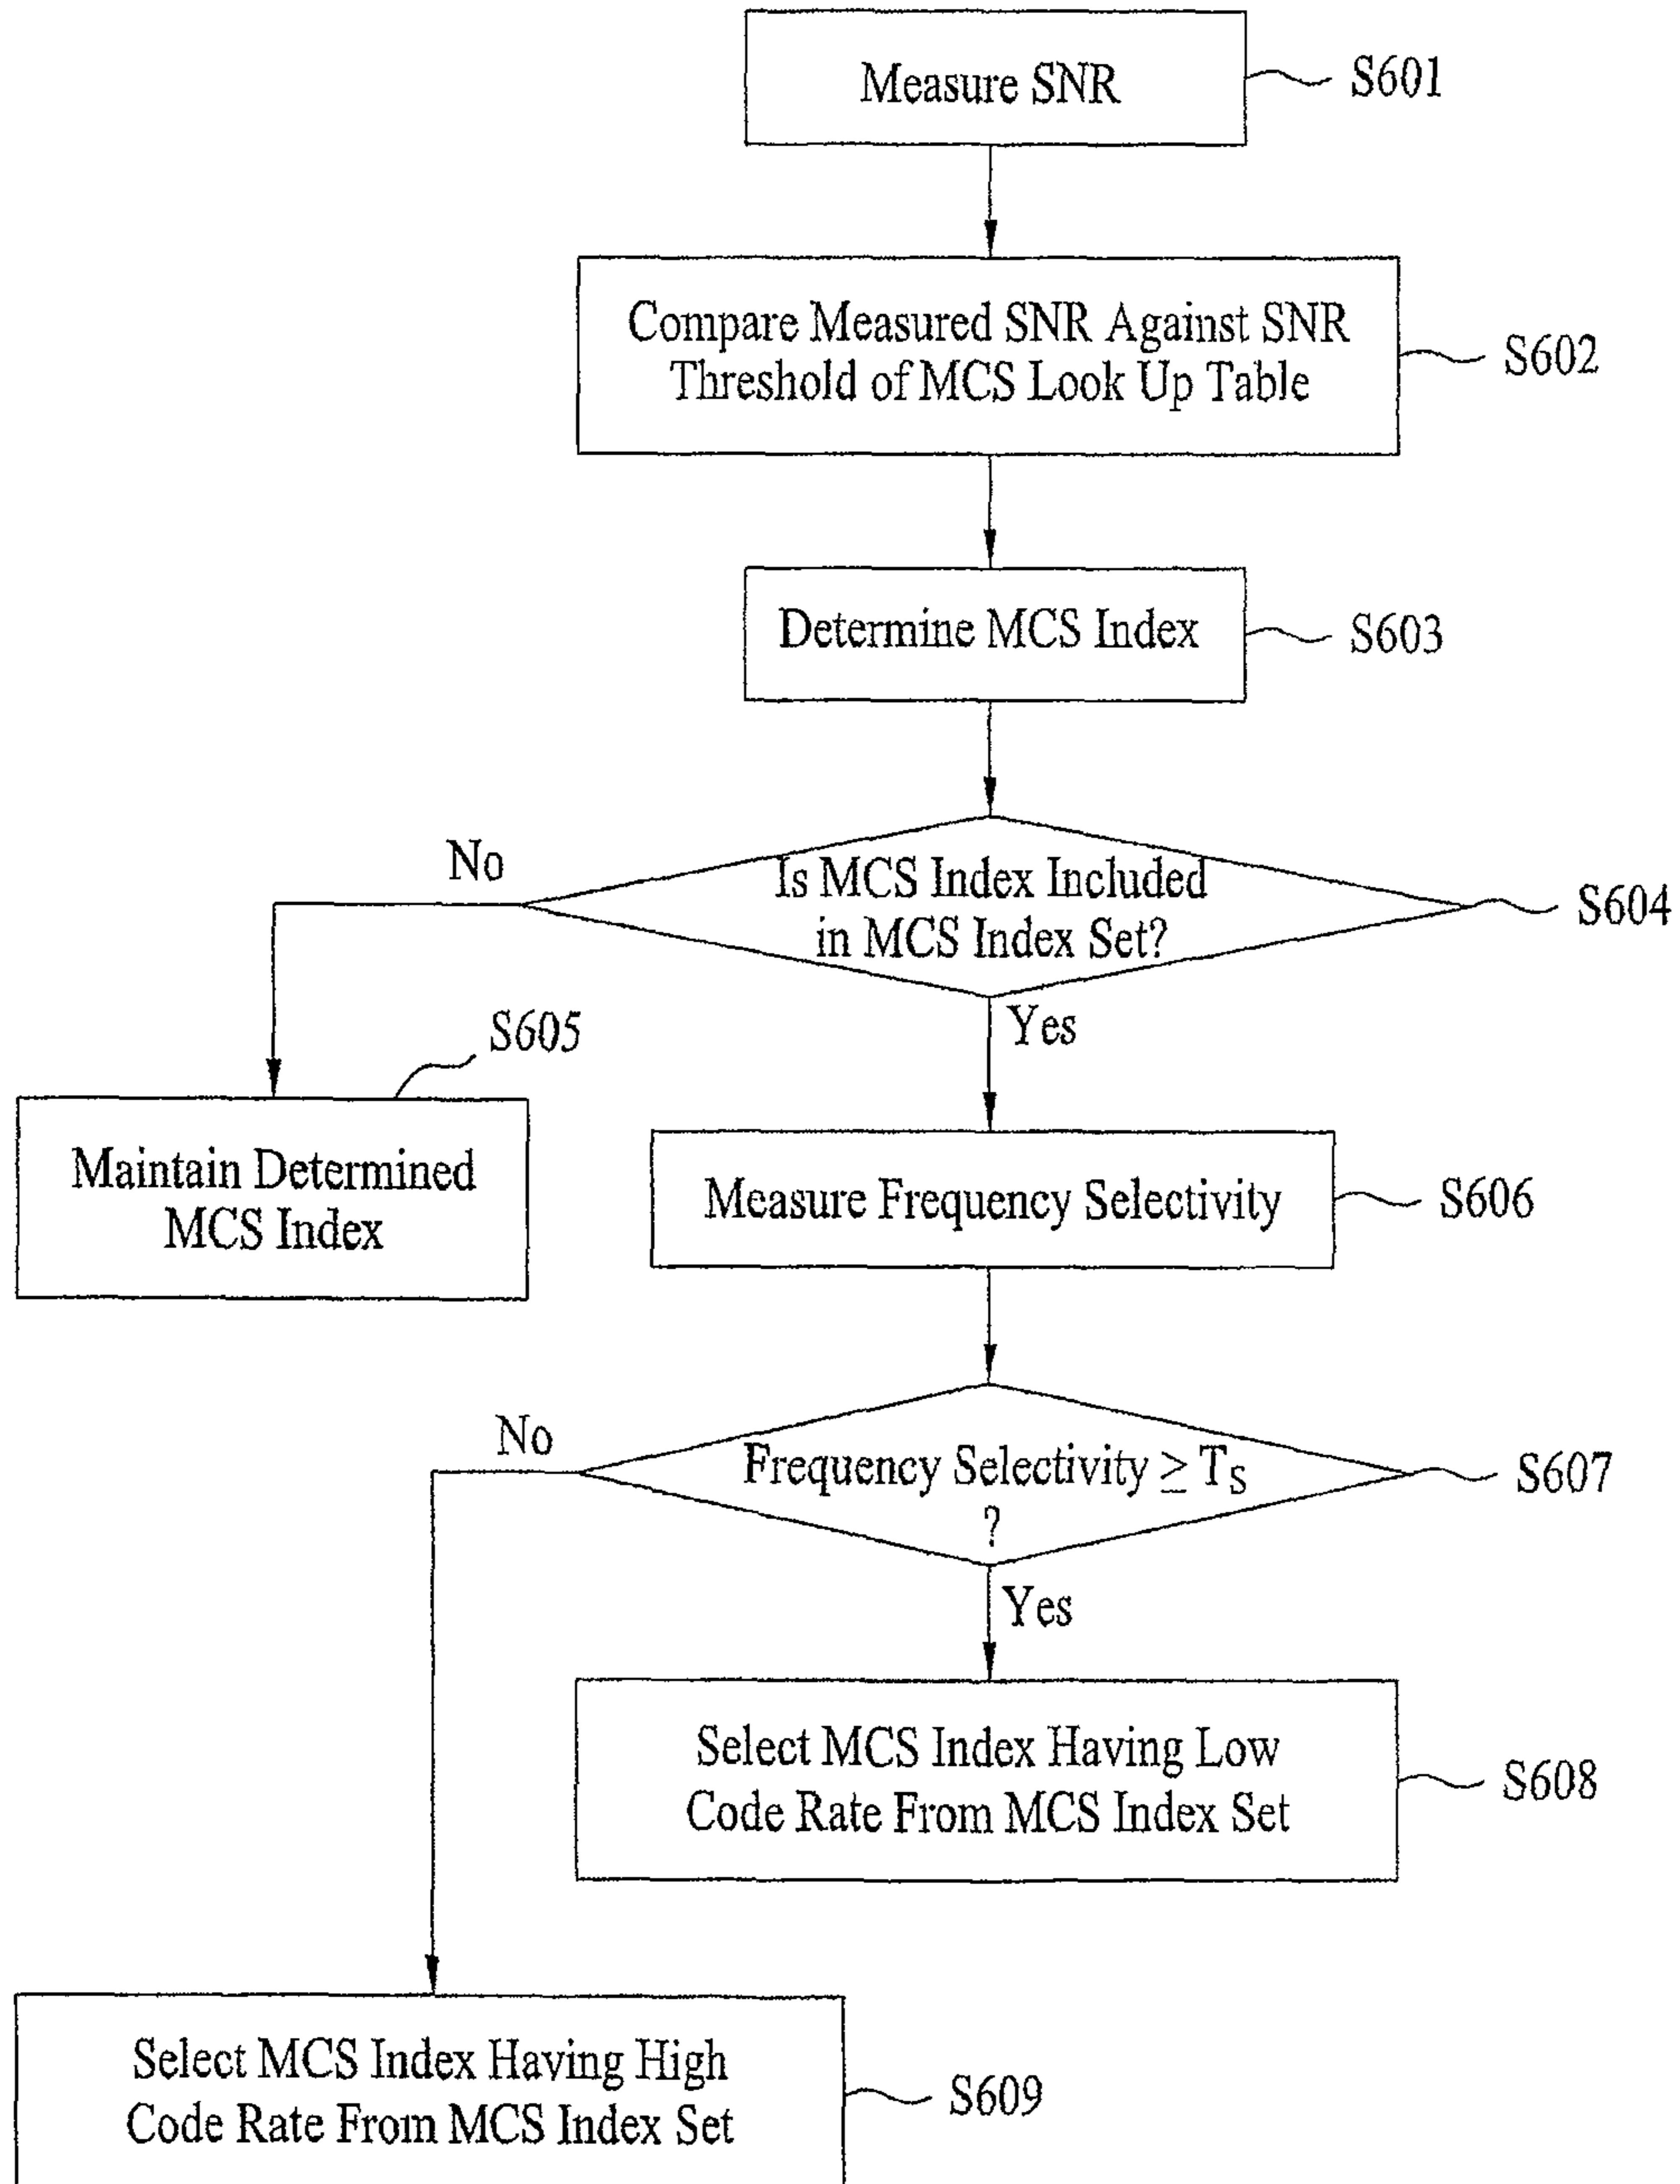 Measure SNR
S601
Compare Measured SNR Against SNR
Threshold of MCS Look Up Table
S602
Determine MCS Index
S603
No
Is MCS Index Included
in MCS Index Set?
S604
Yes
S605
Maintain Determined
MCS Index
Measure Frequency Selectivity
S606
No
Frequency Selectivity ≥ TS
?
S607
Yes
Select MCS Index Having Low
Code Rate From MCS Index Set
S608
Select MCS Index Having High
Code Rate From MCS Index Set
S609